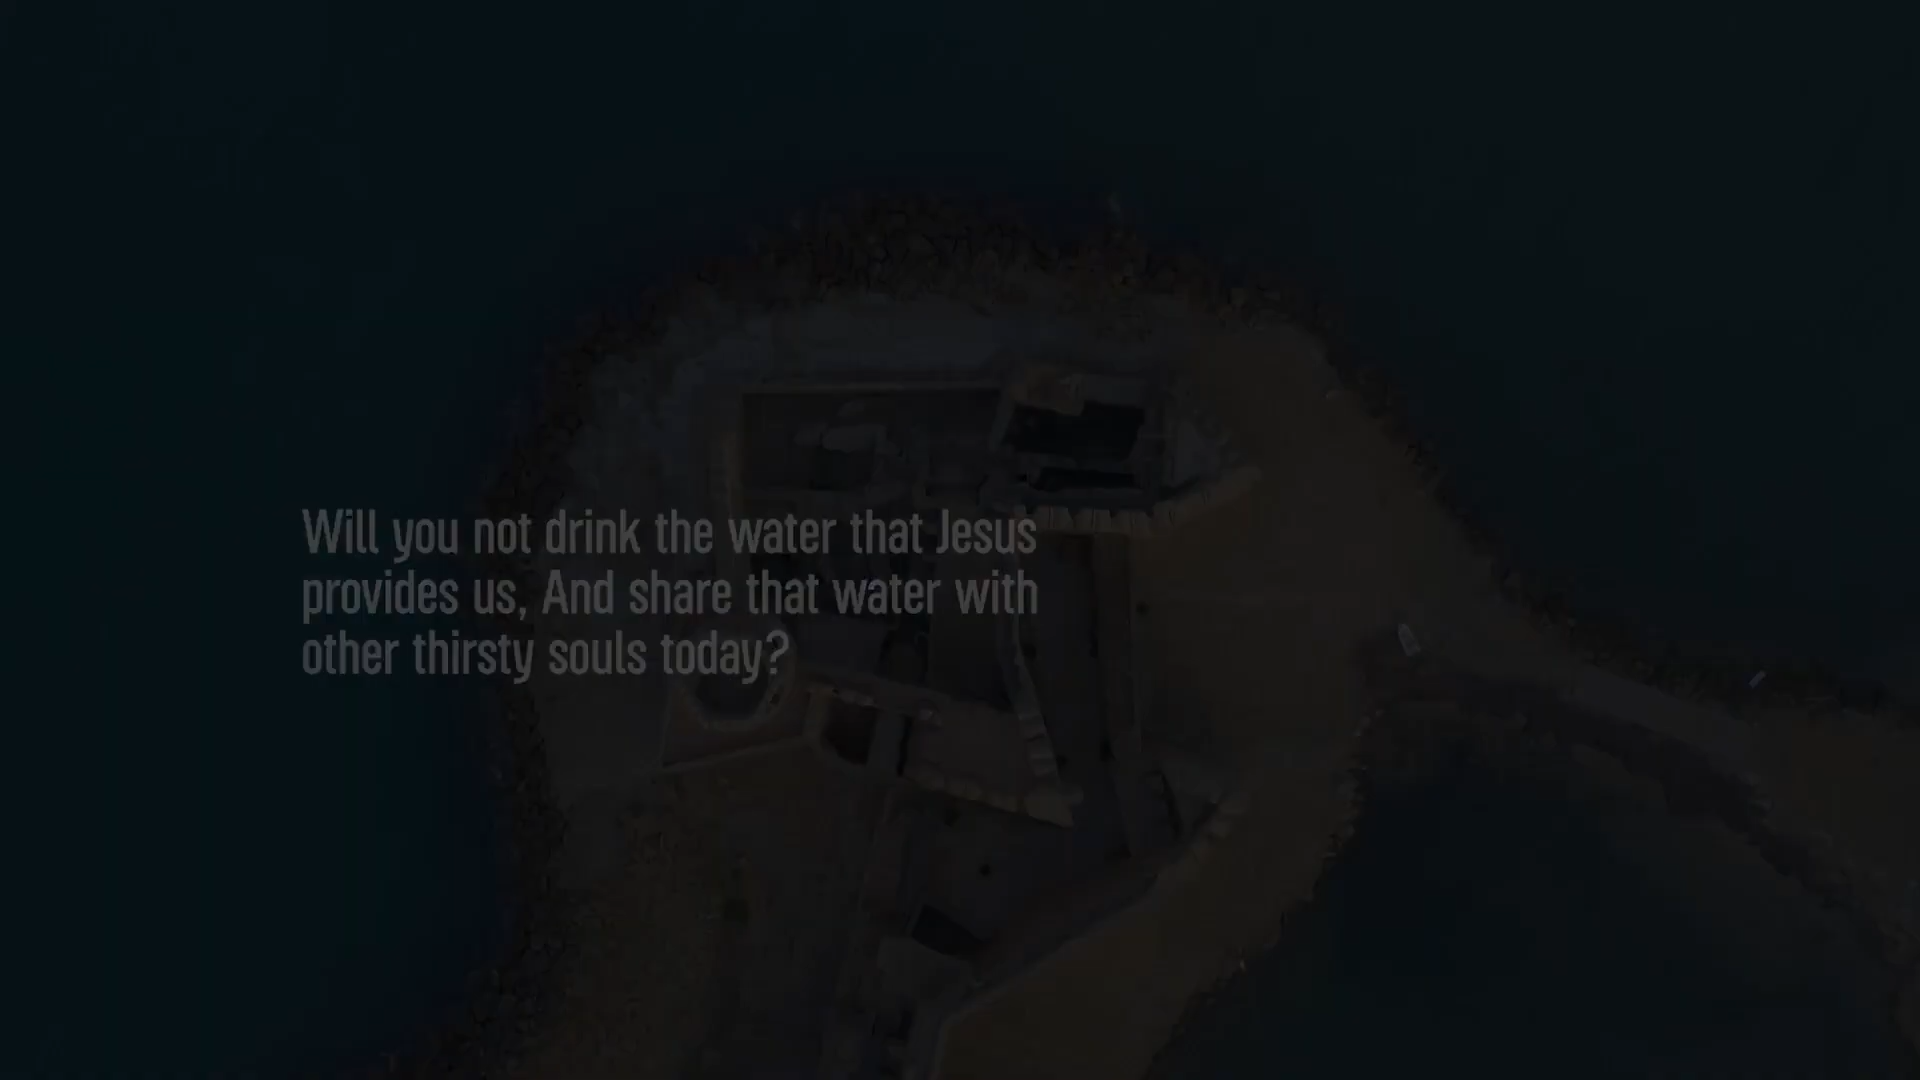 Will you not drink the water that Jesus
provides us, And share that water with
other thirsty souls today?